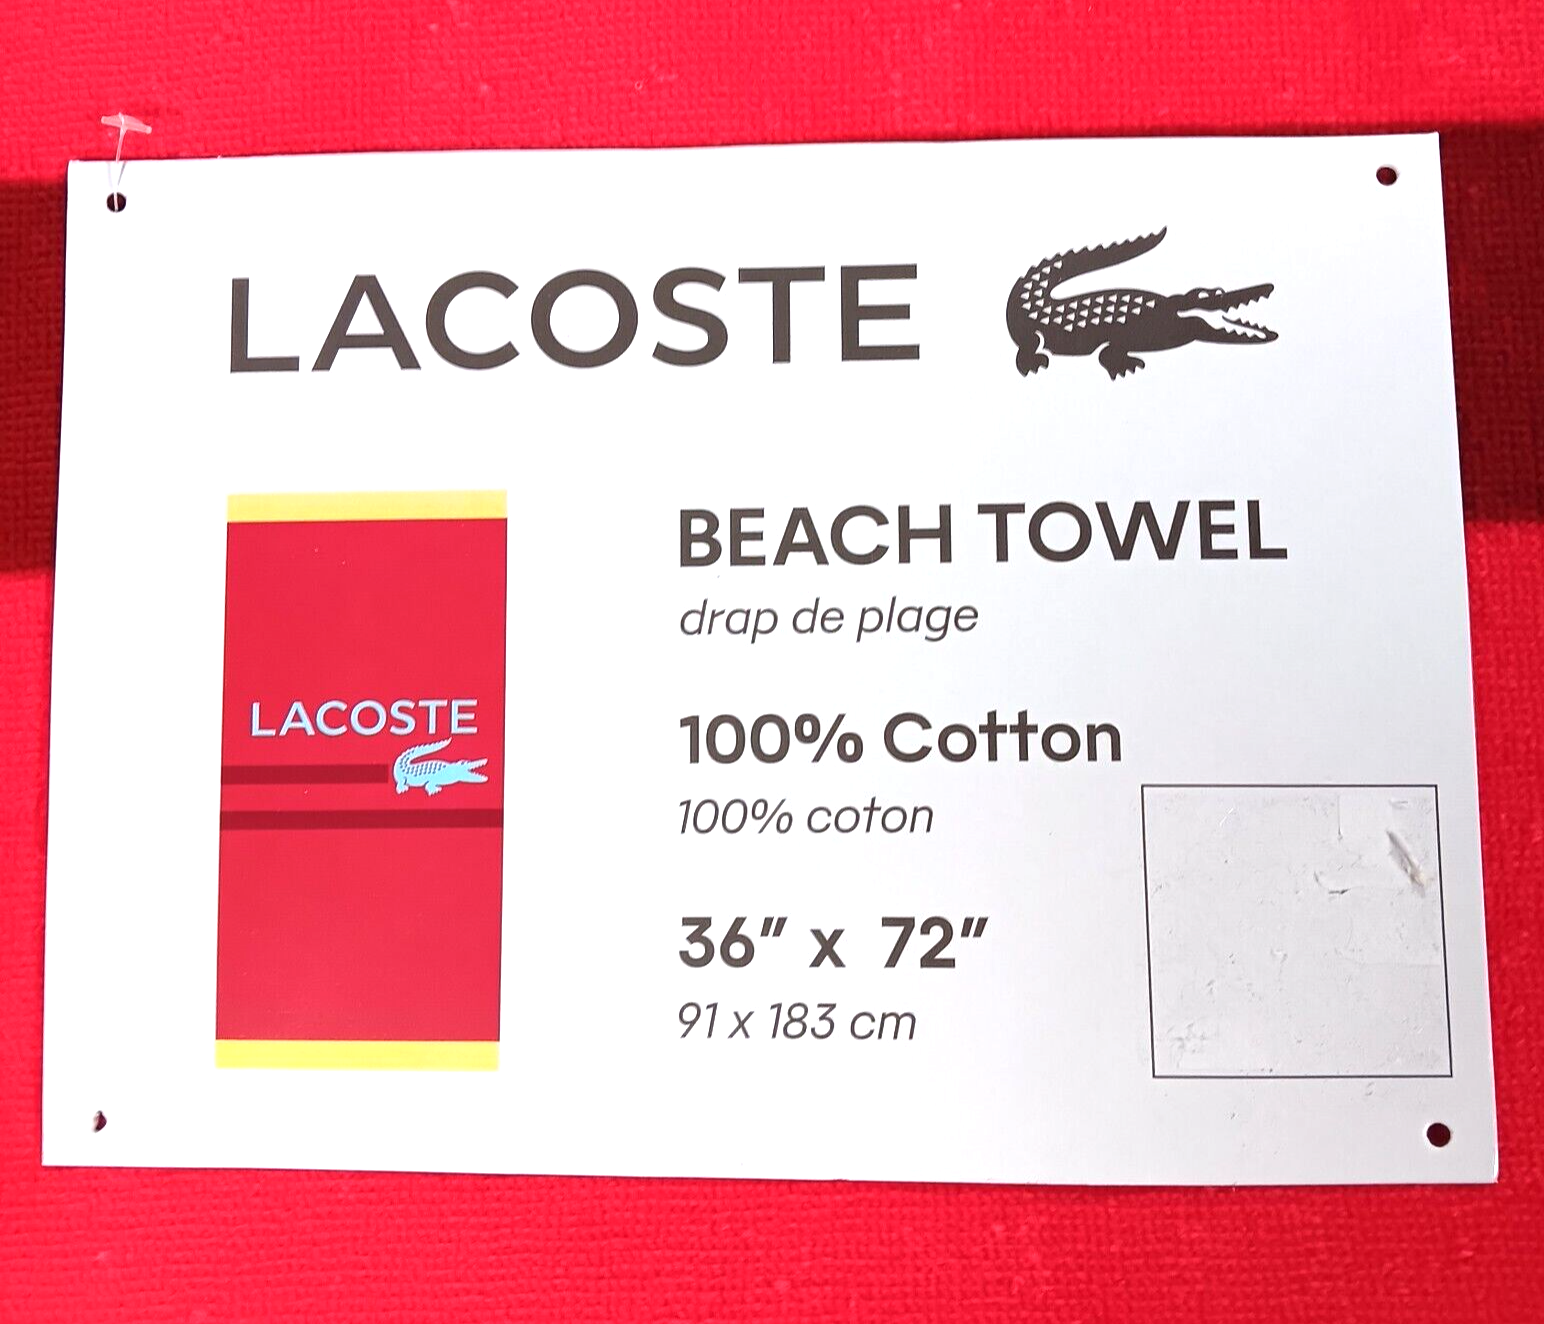 LACOSTE
LACOSTE
BEACH TOWEL
drap de plage
100% Cotton
100% coton
36" x 72"
91 x 183 cm